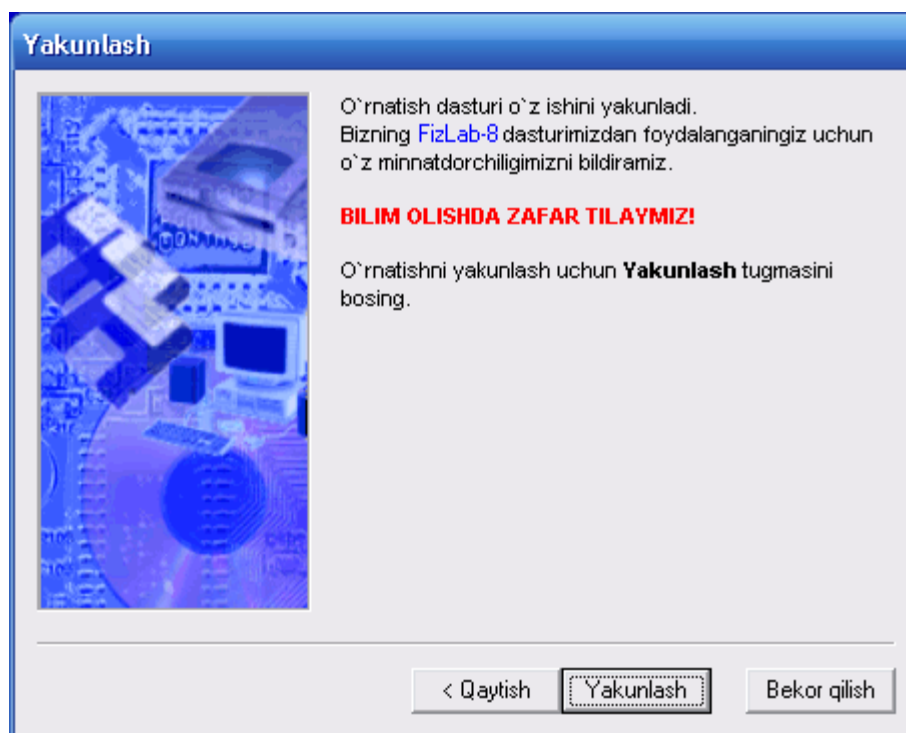 Yakunlash
O`rnatish dasturi o`z ishini yakunladi.
Bizning FizLab-8 dasturimizdan foydalanganingiz uchun
o`z minnatdorchiligimizni bildiramiz.
BILIM OLISHDA ZAFAR TILAYMIZ!
O`rnatishni yakunlash uchun Yakunlash tugmasini
bosing.
< Qaytish
Yakunlash
Bekor qilish